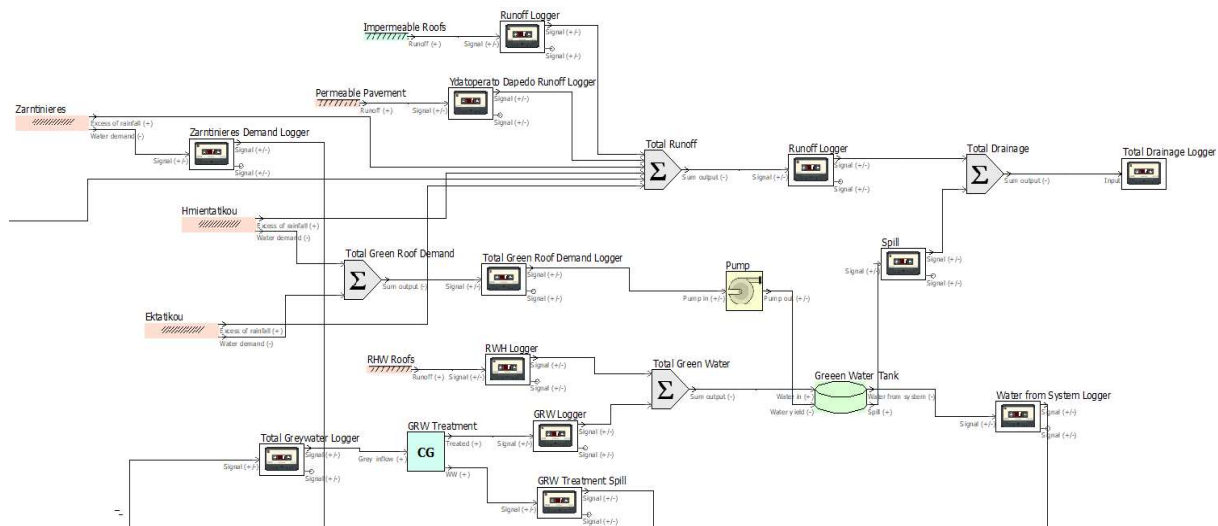 Runoff Logger
Signal (+/-)
Impermeable Roofs
Runoff (+)
Signal (+/-)
Signal (+/-)
Ydatoperato Dapedo Runoff Logger
Signal (+/-)
Permeable Pavement
Runoff (+)
Signal (+/-)
Signal (+/-)
Zarntinieres
Excess of rainfall (+)
Water demand (-)
Zarntinieres Demand Logger
Signal (+/-)
Signal (+/-)
Signal (+/-)
Total Runoff
Σ
Sum output (-)
Runoff Logger
Signal (+/-)
Signal (+/-)
Signal (+/-)
Total Drainage
Σ
Sum output (-)
Total Drainage Logger
Input
Hmientatikou
Excess of rainfall (+)
Water demand (-)
Total Green Roof Demand
Σ
Sum output (-)
Total Green Roof Demand Logger
Signal (+/-)
Signal (+/-)
Signal (+/-)
Pump
Pump in (+/-)
Pump out (+/-)
Spill
Signal (+/-)
Signal (+/-)
Signal (+/-)
Ektatikou
Excess of rainfall (+)
Water demand (-)
RHW Roofs
Runoff (+)
RWH Logger
Signal (+/-)
Signal (+/-)
Signal (+/-)
Total Green Water
Σ
Sum output (-)
Greeen Water Tank
Water in (+)
Water from system (-)
Water yield (-)
Spill (+)
Water from System Logger
Signal (+/-)
Signal (+/-)
Signal (+/-)
Total Greywater Logger
Signal (+/-)
Signal (+/-)
Signal (+/-)
GRW Treatment
Grey inflow (+)
CG
Treated (+)
WW (+)
GRW Logger
Signal (+/-)
Signal (+/-)
Signal (+/-)
GRW Treatment Spill
Signal (+/-)
Signal (+/-)
Signal (+/-)